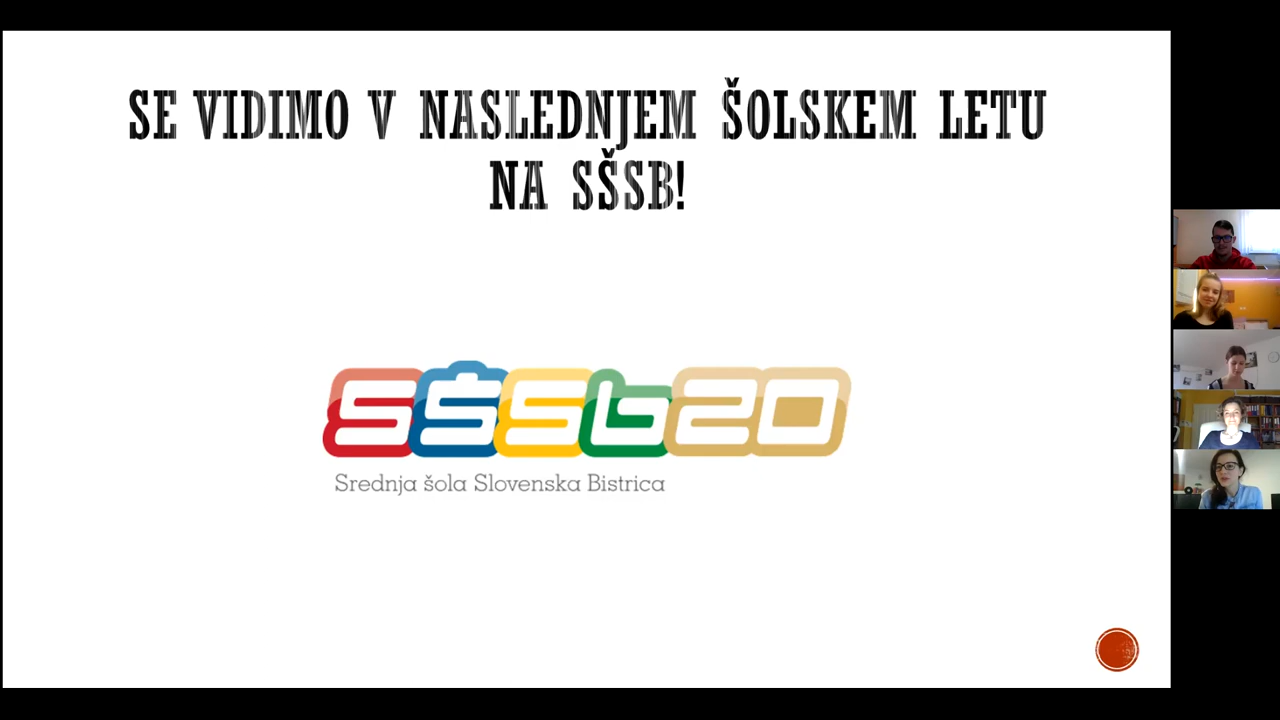 SE VIDIMO V NASLEDNJEM ŠOLSKEM LETU
NA SŠSB!
SŠSb20
Srednja šola Slovenska Bistrica